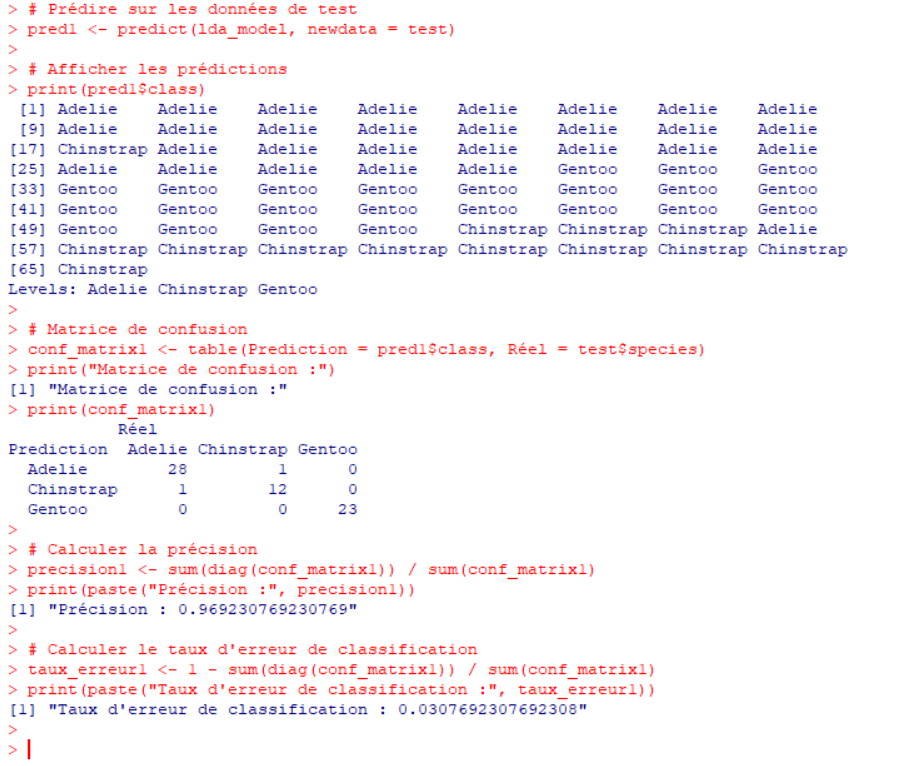 > # Prédire sur les données de test
> pred1 <- predict(lda_model, newdata = test)
>
> # Afficher les prédictions
> print(pred1$class)
 [1] Adelie    Adelie    Adelie    Adelie    Adelie    Adelie    Adelie    Adelie
 [9] Adelie    Adelie    Adelie    Adelie    Adelie    Adelie    Adelie    Adelie
[17] Chinstrap Adelie    Adelie    Adelie    Adelie    Adelie    Adelie    Adelie
[25] Adelie    Adelie    Adelie    Adelie    Adelie    Gentoo    Gentoo    Gentoo
[33] Gentoo    Gentoo    Gentoo    Gentoo    Gentoo    Gentoo    Gentoo    Gentoo
[41] Gentoo    Gentoo    Gentoo    Gentoo    Gentoo    Gentoo    Gentoo    Gentoo
[49] Gentoo    Gentoo    Gentoo    Gentoo    Chinstrap Chinstrap Chinstrap Adelie
[57] Chinstrap Chinstrap Chinstrap Chinstrap Chinstrap Chinstrap Chinstrap Chinstrap
[65] Chinstrap
Levels: Adelie Chinstrap Gentoo
>
> # Matrice de confusion
> conf_matrix1 <- table(Prediction = pred1$class, Réel = test$species)
> print("Matrice de confusion :")
[1] "Matrice de confusion :"
> print(conf_matrix1)
           Réel
Prediction  Adelie Chinstrap Gentoo
  Adelie        28         1      0
  Chinstrap      1        12      0
  Gentoo         0         0     23
>
> # Calculer la précision
> precision1 <- sum(diag(conf_matrix1)) / sum(conf_matrix1)
> print(paste("Précision :", precision1))
[1] "Précision : 0.969230769230769"
>
> # Calculer le taux d'erreur de classification
> taux_erreur1 <- 1 - sum(diag(conf_matrix1)) / sum(conf_matrix1)
> print(paste("Taux d'erreur de classification :", taux_erreur1))
[1] "Taux d'erreur de classification : 0.0307692307692308"
>
>